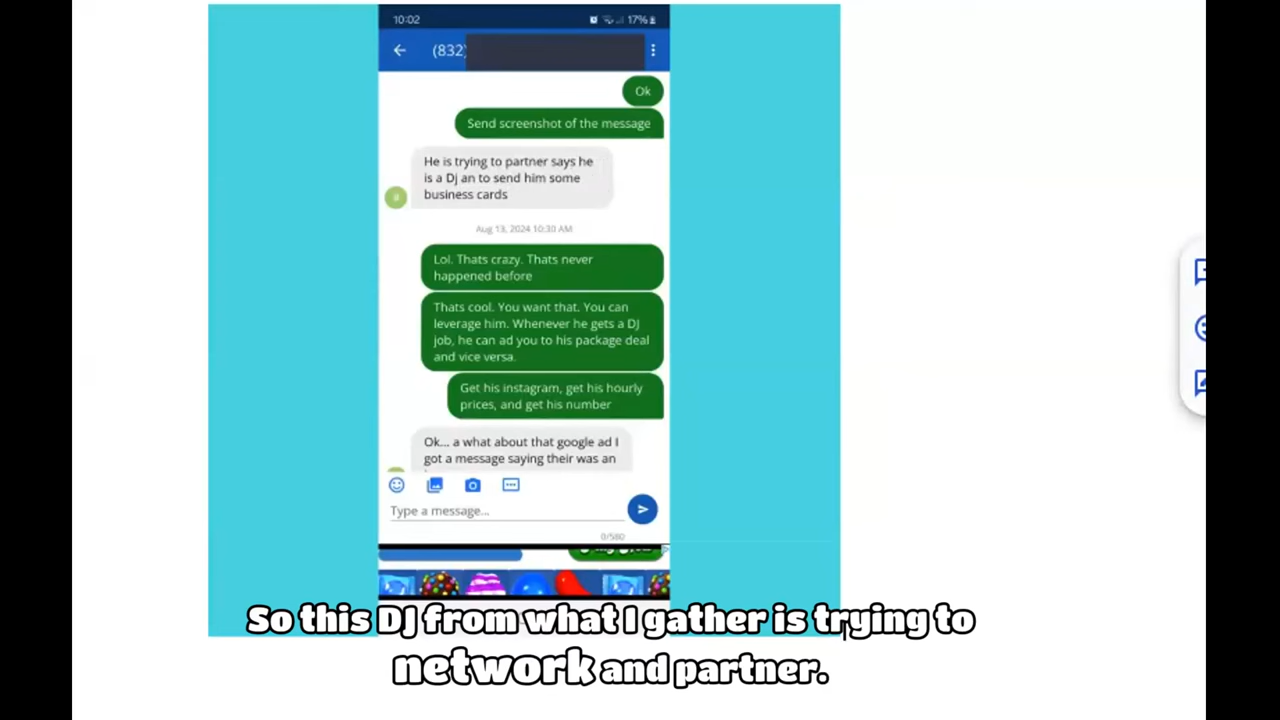 10:02
17%
(832)
Ok
Send screenshot of the message
He is trying to partner says he
is a Dj an to send him some
business cards
#
Aug 13, 2024 10:30 AM
Lol. Thats crazy. Thats never
happened before
Thats cool. You want that. You can
leverage him. Whenever he gets a DJ
job, he can ad you to his package deal
and vice versa.
Get his instagram, get his hourly
prices, and get his number
Ok... a what about that google ad I
got a message saying their was an
Type a message...
0/580
So this DJ from what I gather is trying to
network and partner.